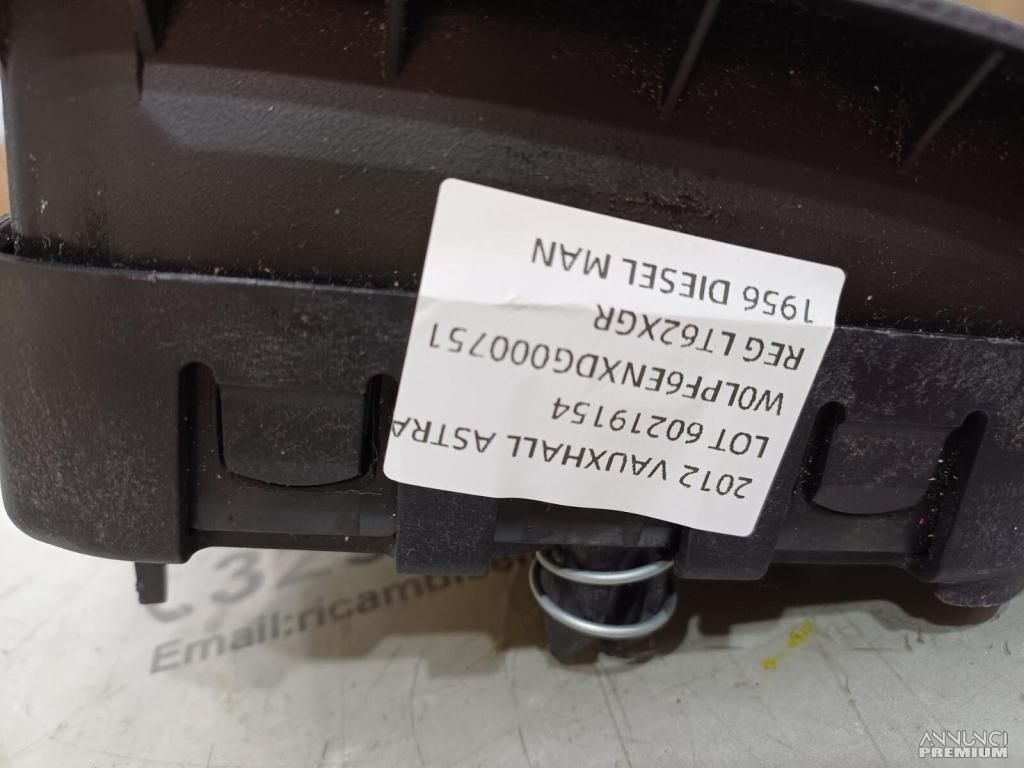 2012 VAUXHALL ASTRA
LOT 60219154
W0LPF6ENXDG000751
REG LT62XGR
1956 DIESEL MAN
Email:ricambi
ANNUNCI
PREMIUM